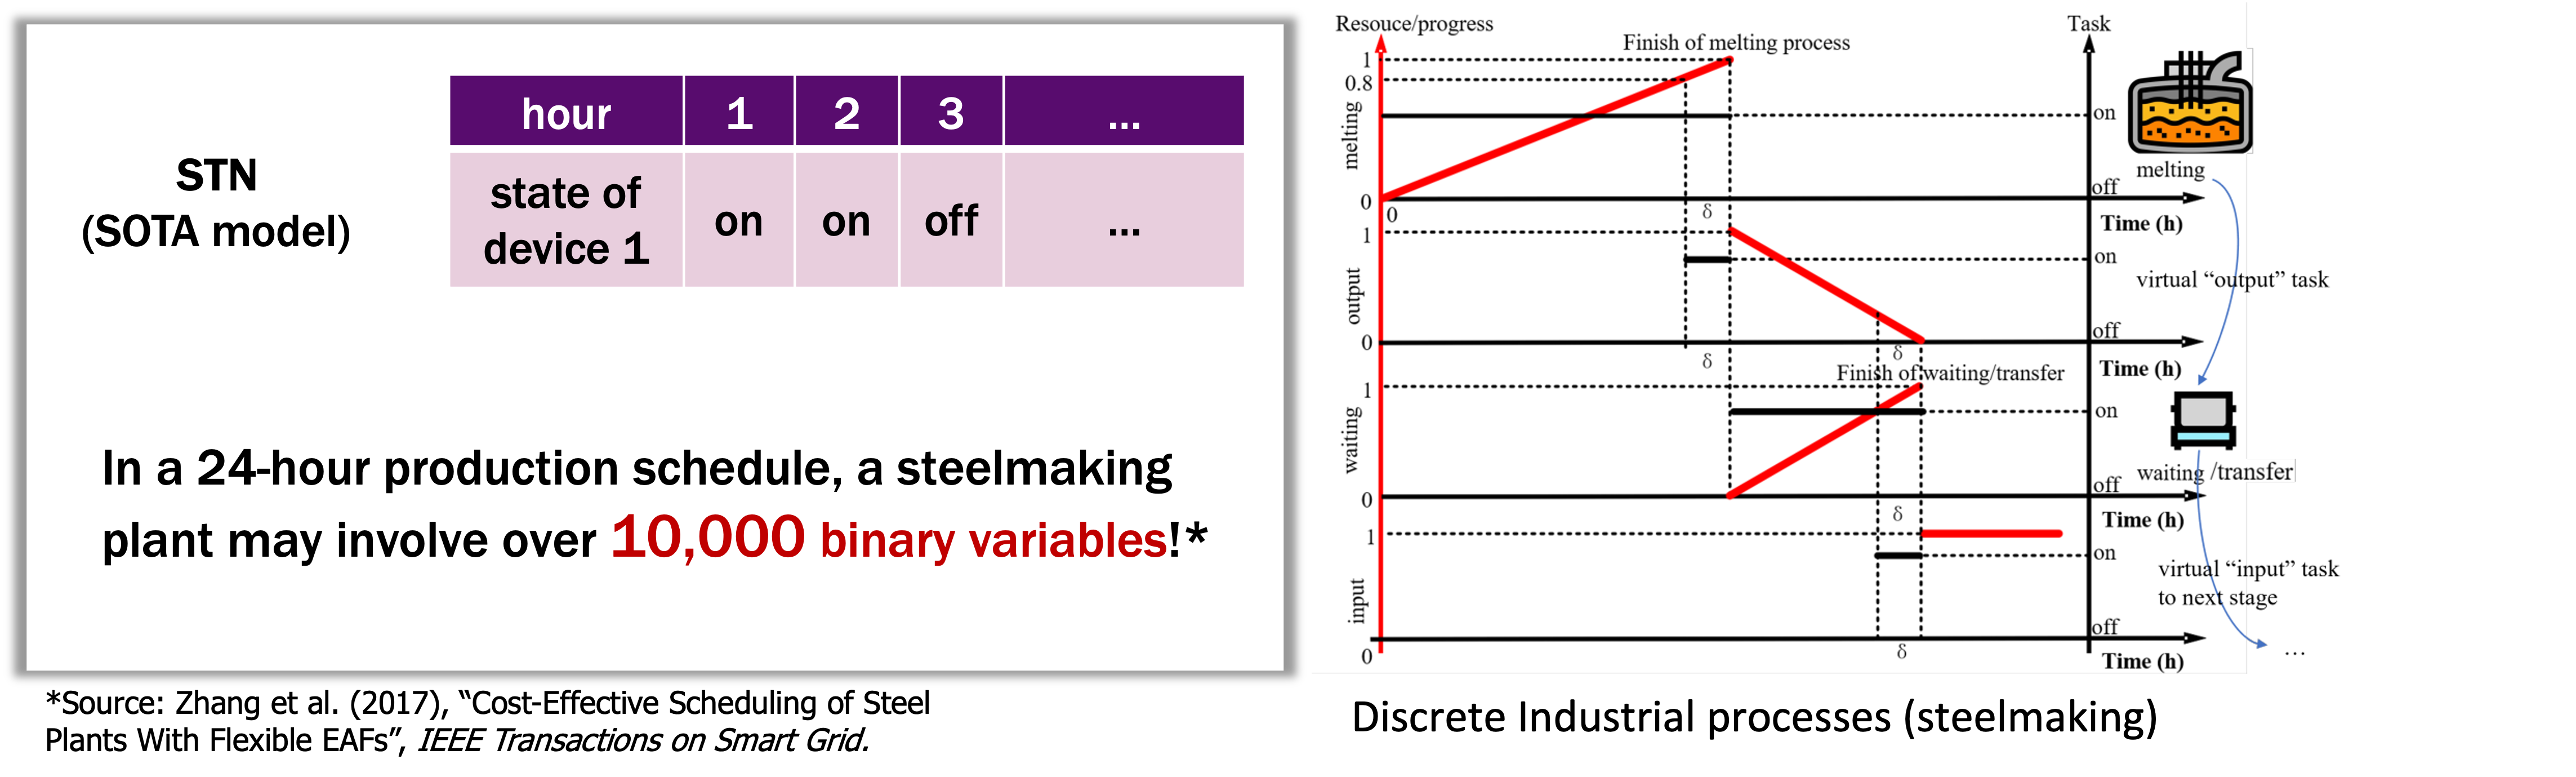 STN
(SOTA model)
hour 1 2 3 ...
state of
device 1 on on off ...
In a 24-hour production schedule, a steelmaking
plant may involve over 10,000 binary variables!*
*Source: Zhang et al. (2017), “Cost-Effective Scheduling of Steel
Plants With Flexible EAFs”, IEEE Transactions on Smart Grid.
Resouce/progress
Task
Finish of melting process
1
0.8
melting
on
melting
off
0
0
δ
Time (h)
1
on
output
virtual “output” task
off
0
δ
δ
Time (h)
Finish of waiting/transfer
1
on
waiting
off
waiting /transfer
0
δ
Time (h)
1
on
virtual “input” task
to next stage
input
off
0
δ
Time (h)
...
Discrete Industrial processes (steelmaking)